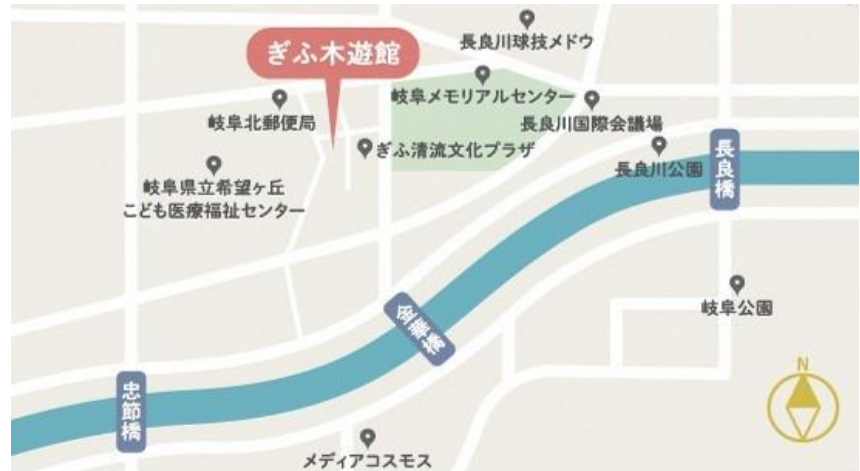 長良川球技メドウ
ぎふ木遊館
岐阜メモリアルセンター
岐阜北郵便局
長良川国際会議場
ぎふ清流文化プラザ
長良川公園
長良橋
岐阜県立希望ヶ丘
こども医療福祉センター
岐阜公園
金華橋
忠節橋
N
メディアコスモス